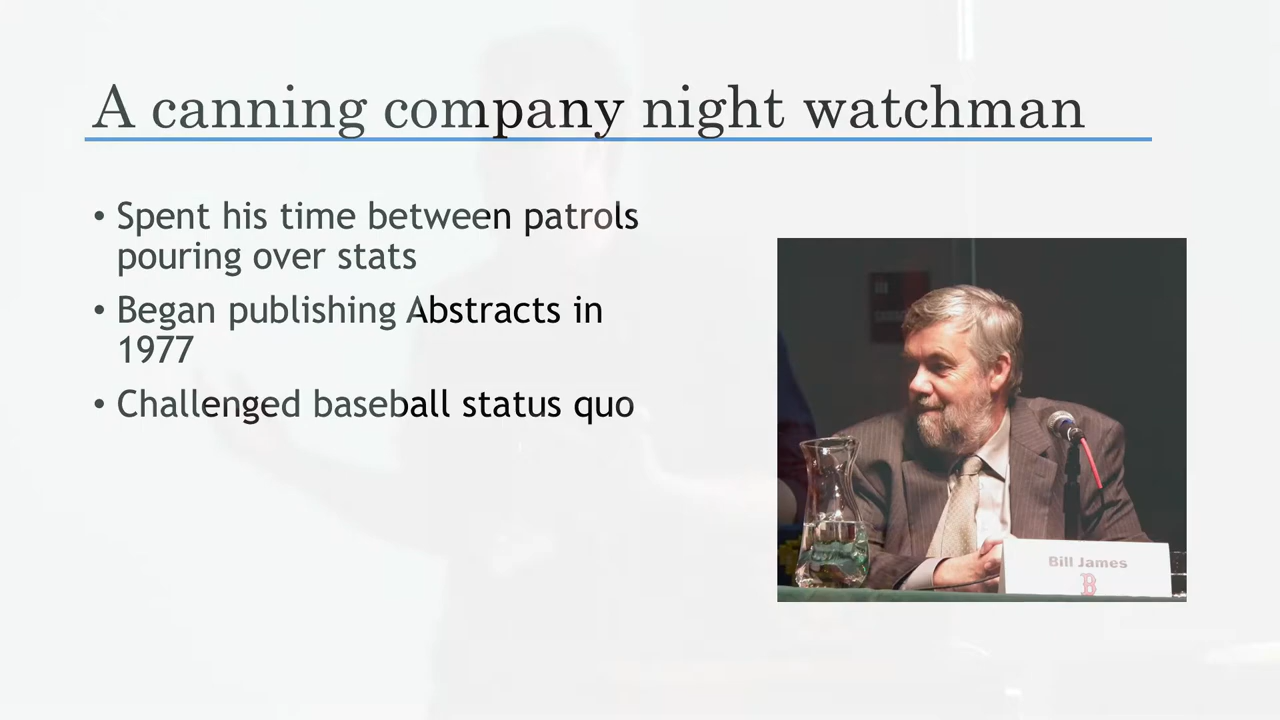 A canning company night watchman
• Spent his time between patrols
pouring over stats
• Began publishing Abstracts in
1977
• Challenged baseball status quo
Bill James
B